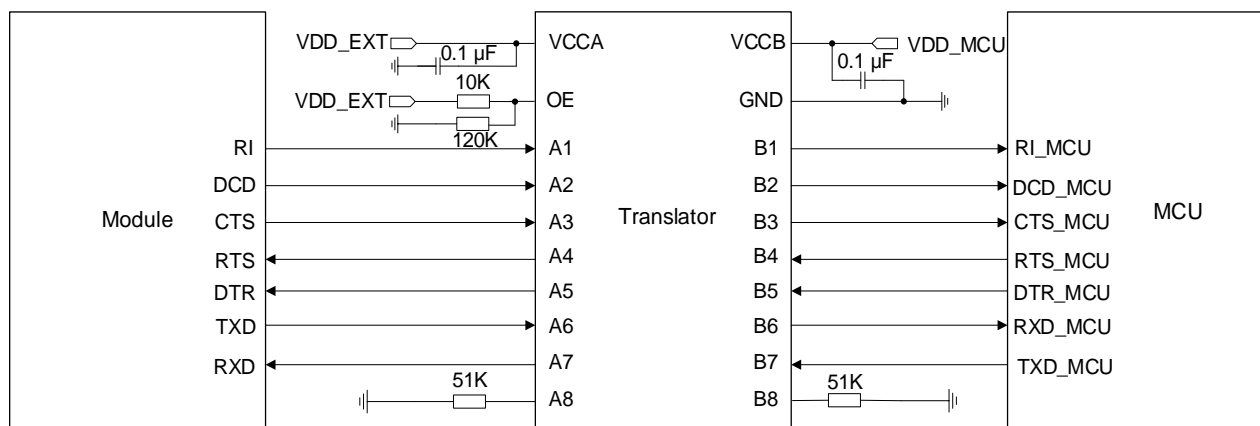 VDD_EXT
0.1 µF
VCCA
VCCB
VDD_MCU
0.1 µF
10K
VDD_EXT
OE
GND
120K
RI
A1
B1
RI_MCU
DCD
A2
B2
DCD_MCU
Module
CTS
A3
Translator
B3
CTS_MCU
MCU
RTS
A4
B4
RTS_MCU
DTR
A5
B5
DTR_MCU
TXD
A6
B6
RXD_MCU
RXD
A7
B7
TXD_MCU
51K
A8
B8
51K